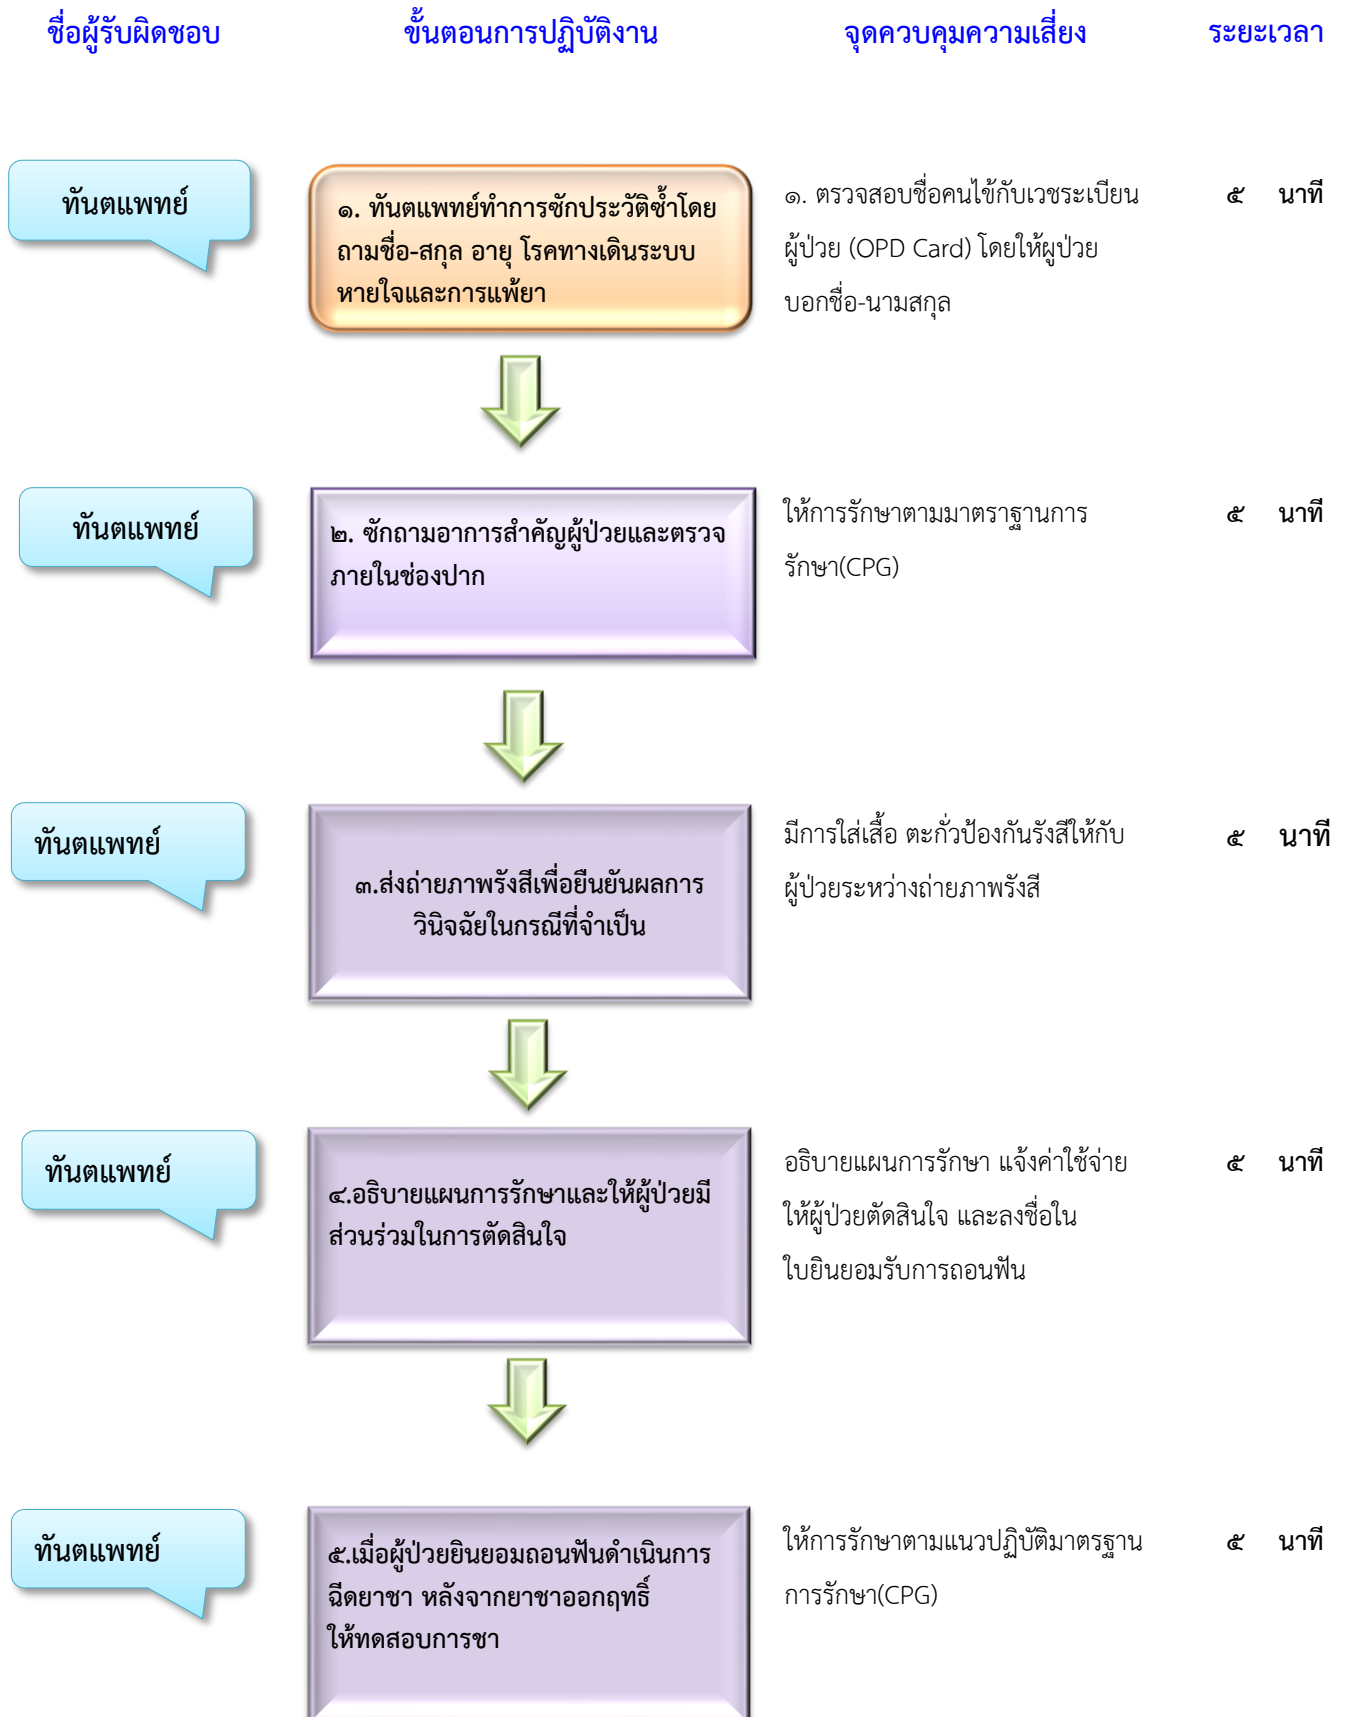 ชื่อผู้รับผิดชอบ ขั้นตอนการปฏิบัติงาน จุดควบคุมความเสี่ยง ระยะเวลา
ทันตแพทย์
๑. ทันตแพทย์ทำการซักประวัติซ้ำโดย
ถามชื่อ-สกุล อายุ โรคทางเดินระบบ
หายใจและการแพ้ยา
๑. ตรวจสอบชื่อคนไข้กับเวชระเบียน
ผู้ป่วย (OPD Card) โดยให้ผูป่วย
บอกชื่อ-นามสกุล
๕ นาที
ทันตแพทย์
๒. ซักถามอาการสำคัญผู้ป่วยและตรวจ
ภายในช่องปาก
ให้การรักษาตามมาตราฐานการ
รักษา(CPG)
๕ นาที
ทันตแพทย์
๓.ส่งถ่ายภาพรังสีเพื่อยืนยันผลการ
วินิจฉัยในกรณีที่จำเป็น
มีการใส่เสื้อ ตะกั่วป้องกันรังสีให้กับ
ผู้ป่วยระหว่างถ่ายภาพรังสี
๕ นาที
ทันตแพทย์
๔.อธิบายแผนการรักษาและให้ผู้ป่วยมี
ส่วนร่วมในการตัดสินใจ
อธิบายแผนการรักษา แจ้งค่าใช้จ่าย
ให้ผู้ป่วยตัดสินใจ และลงชื่อใน
ใบยินยอมรับการถอนฟัน
๕ นาที
ทันตแพทย์
๕.เมื่อผู้ป่วยยินยอมถอนฟันดำเนินการ
ฉีดยาชา หลังจากยาชาออกฤทธิ์
ให้ทดสอบการชา
ให้การรักษาตามแนวปฏิบัติมาตรฐาน
การรักษา(CPG)
๕ นาที